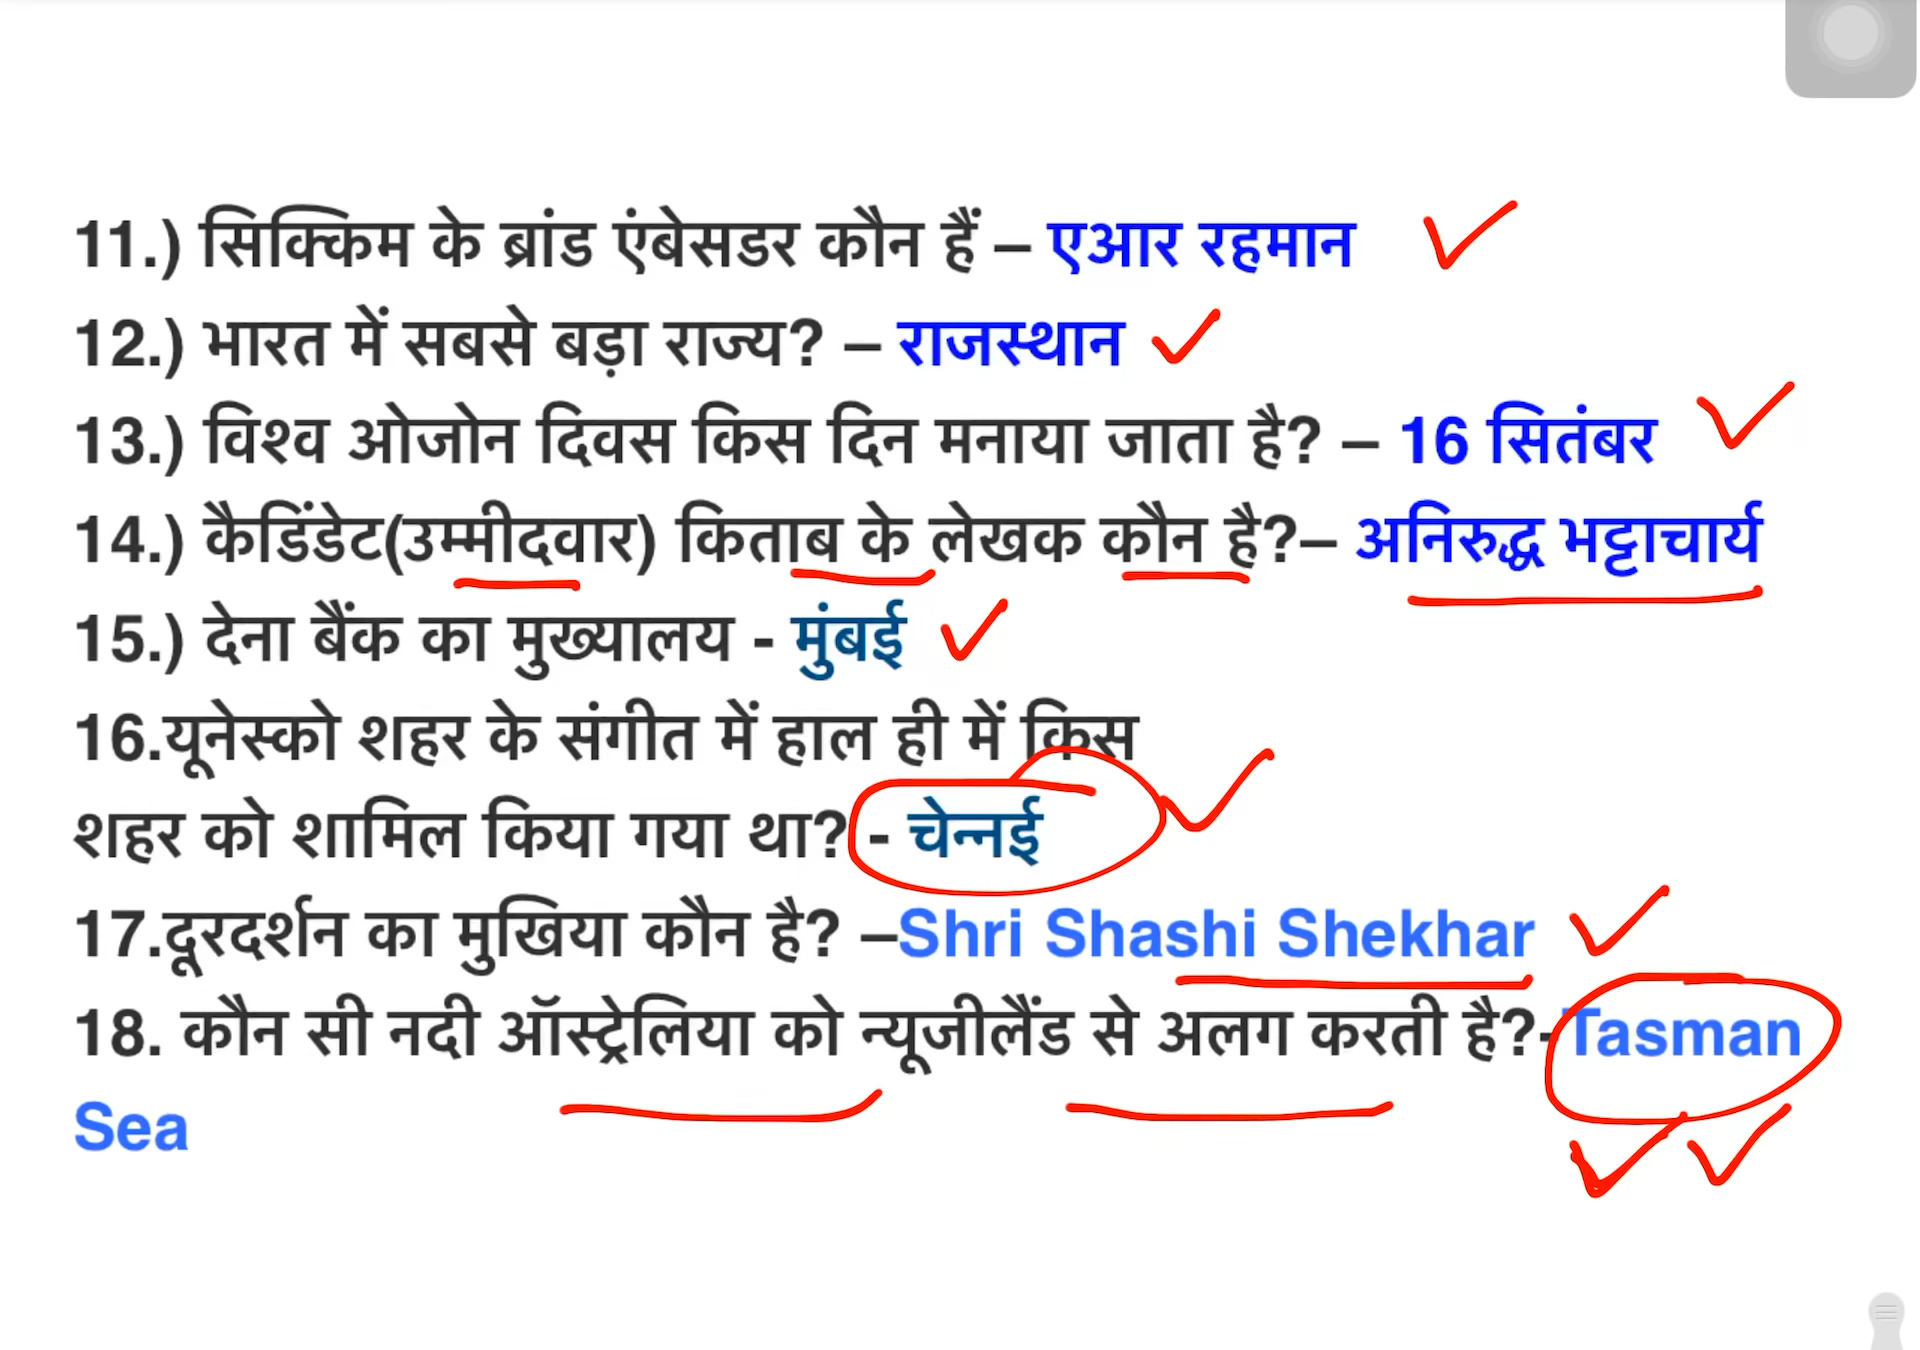 11.) सिक्किम के ब्रांड एंबेसडर कौन हैं – एआर रहमान
12.) भारत में सबसे बड़ा राज्य? – राजस्थान
13.) विश्व ओजोन दिवस किस दिन मनाया जाता है? – 16 सितंबर
14.) कैडिंडेट(उम्मीदवार) किताब के लेखक कौन है?– अनिरुद्ध भट्टाचार्य
15.) देना बैंक का मुख्यालय - मुंबई
16.यूनेस्को शहर के संगीत में हाल ही में किस
शहर को शामिल किया गया था? - चेन्नई
17.दूरदर्शन का मुखिया कौन है? –Shri Shashi Shekhar
18. कौन सी नदी ऑस्ट्रेलिया को न्यूजीलैंड से अलग करती है?-Tasman
Sea